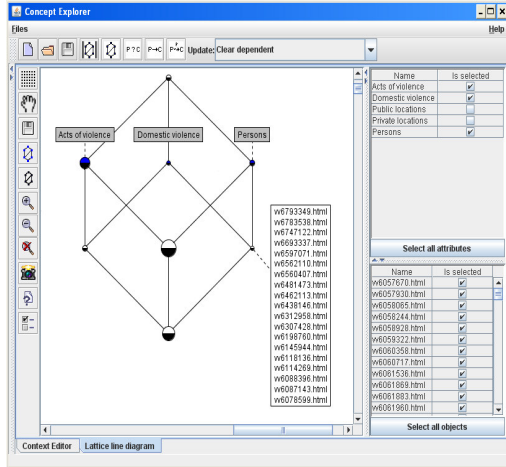 Concept Explorer
Files Help
P?C P→C P→C Update: Clear dependent
Acts of violence Domestic violence Persons
w6793349.html
w6783538.html
w6747122.html
w6693337.html
w6597071.html
w6562110.html
w6560407.html
w6481473.html
w6462113.html
w6438146.html
w6312958.html
w6307428.html
w6198760.html
w6145944.html
w6118136.html
w6114269.html
w6088396.html
w6087143.html
w6078599.html
Name Is selected
Acts of violence
Domestic violence
Public locations
Private locations
Persons
Select all attributes
Name Is selected
w6057670.html
w6057930.html
w6058065.html
w6058244.html
w6058928.html
w6059322.html
w6060358.html
w6060717.html
w6061536.html
w6061869.html
w6061883.html
w6061960.html
Select all objects
Context Editor Lattice line diagram